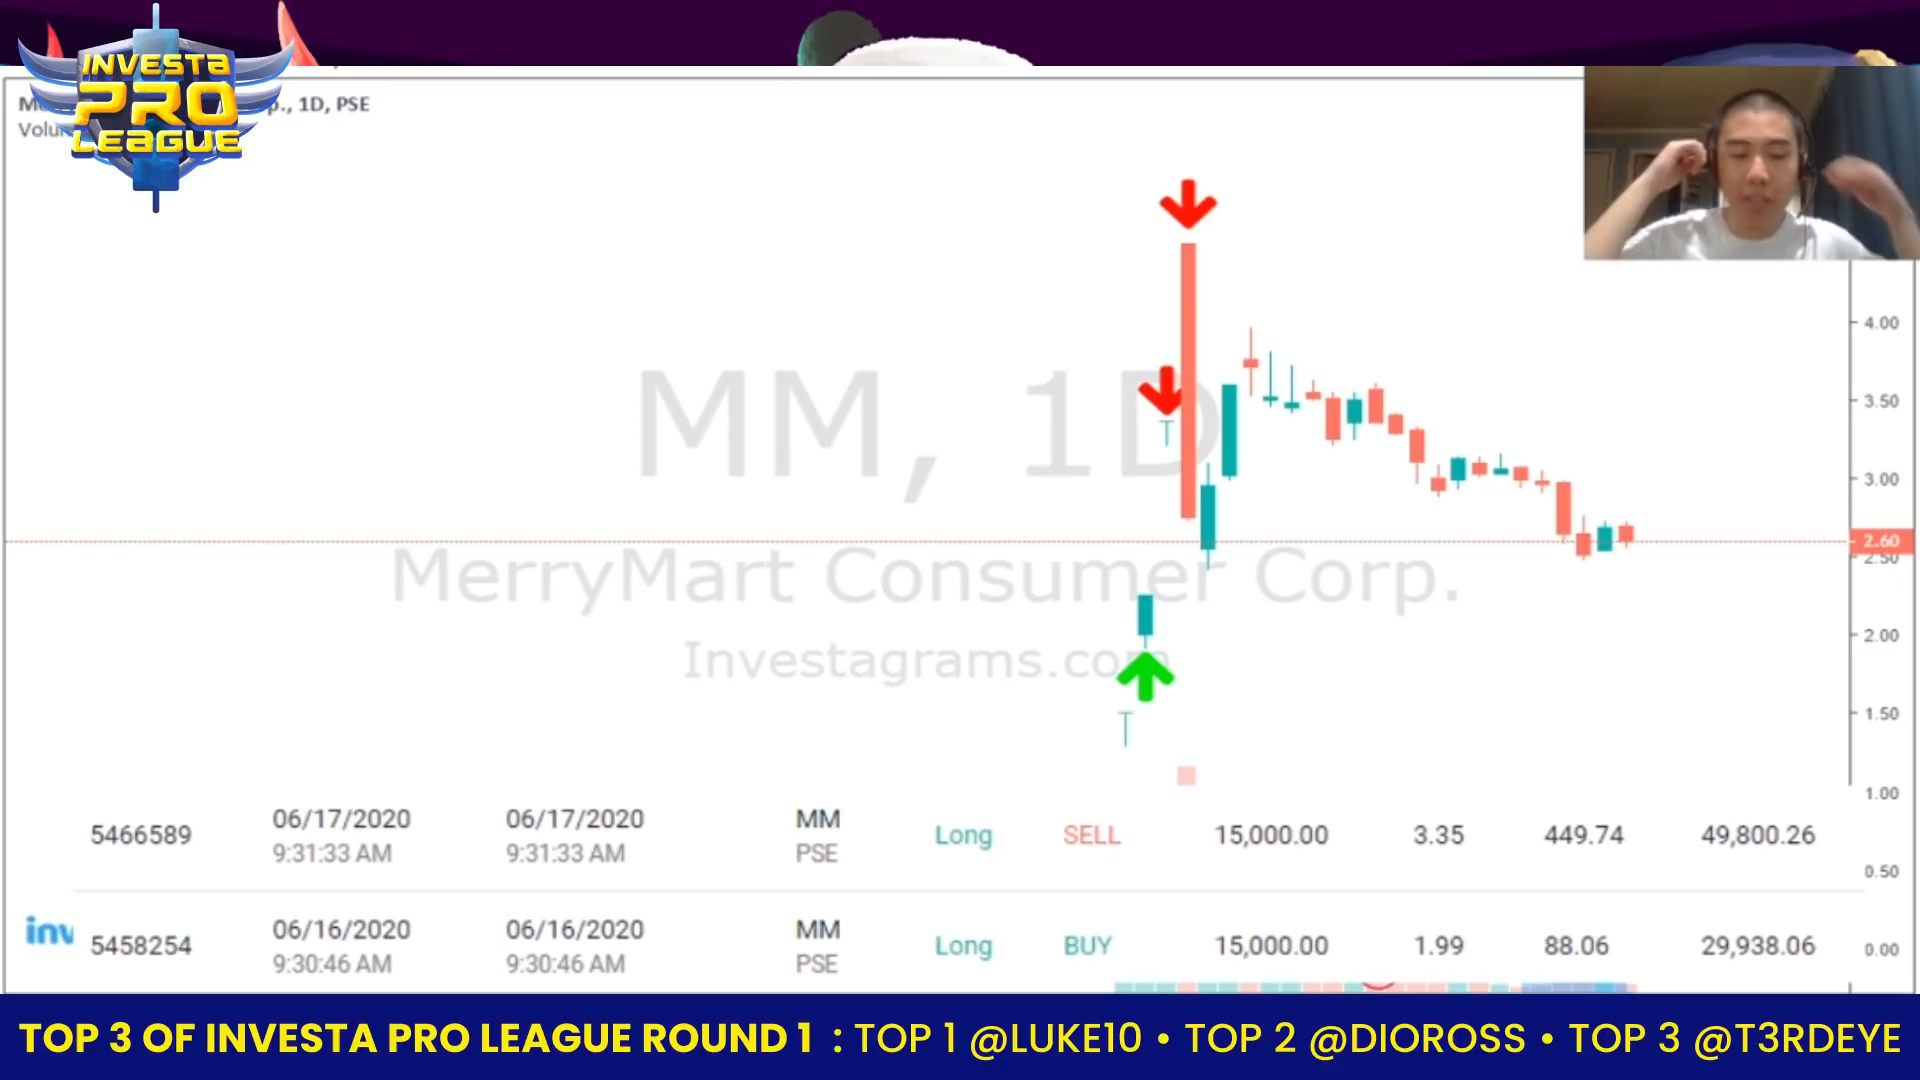 INVESTA
PRO
LEAGUE
., 1D, PSE
MM, 1D
MerryMart Consumer Corp.
Investagrams.com
4.00
3.50
3.00
2.60
2.50
2.00
1.50
1.00
0.50
0.00
5466589 06/17/2020 06/17/2020 MM Long SELL 15,000.00 3.35 449.74 49,800.26
9:31:33 AM 9:31:33 AM PSE
inv 5458254 06/16/2020 06/16/2020 MM Long BUY 15,000.00 1.99 88.06 29,938.06
9:30:46 AM 9:30:46 AM PSE
TOP 3 OF INVESTA PRO LEAGUE ROUND 1 : TOP 1 @LUKE10 • TOP 2 @DIOROSS • TOP 3 @T3RDEYE